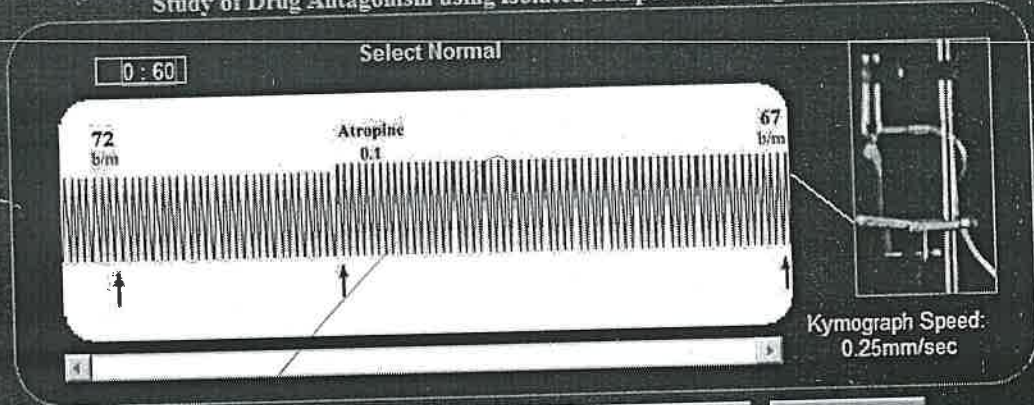 Study of Drug Antagonism using Isolated
Select Normal
0 : 60
72
b/m
Atropine
0.1
67
b/m
Kymograph Speed:
0.25mm/sec